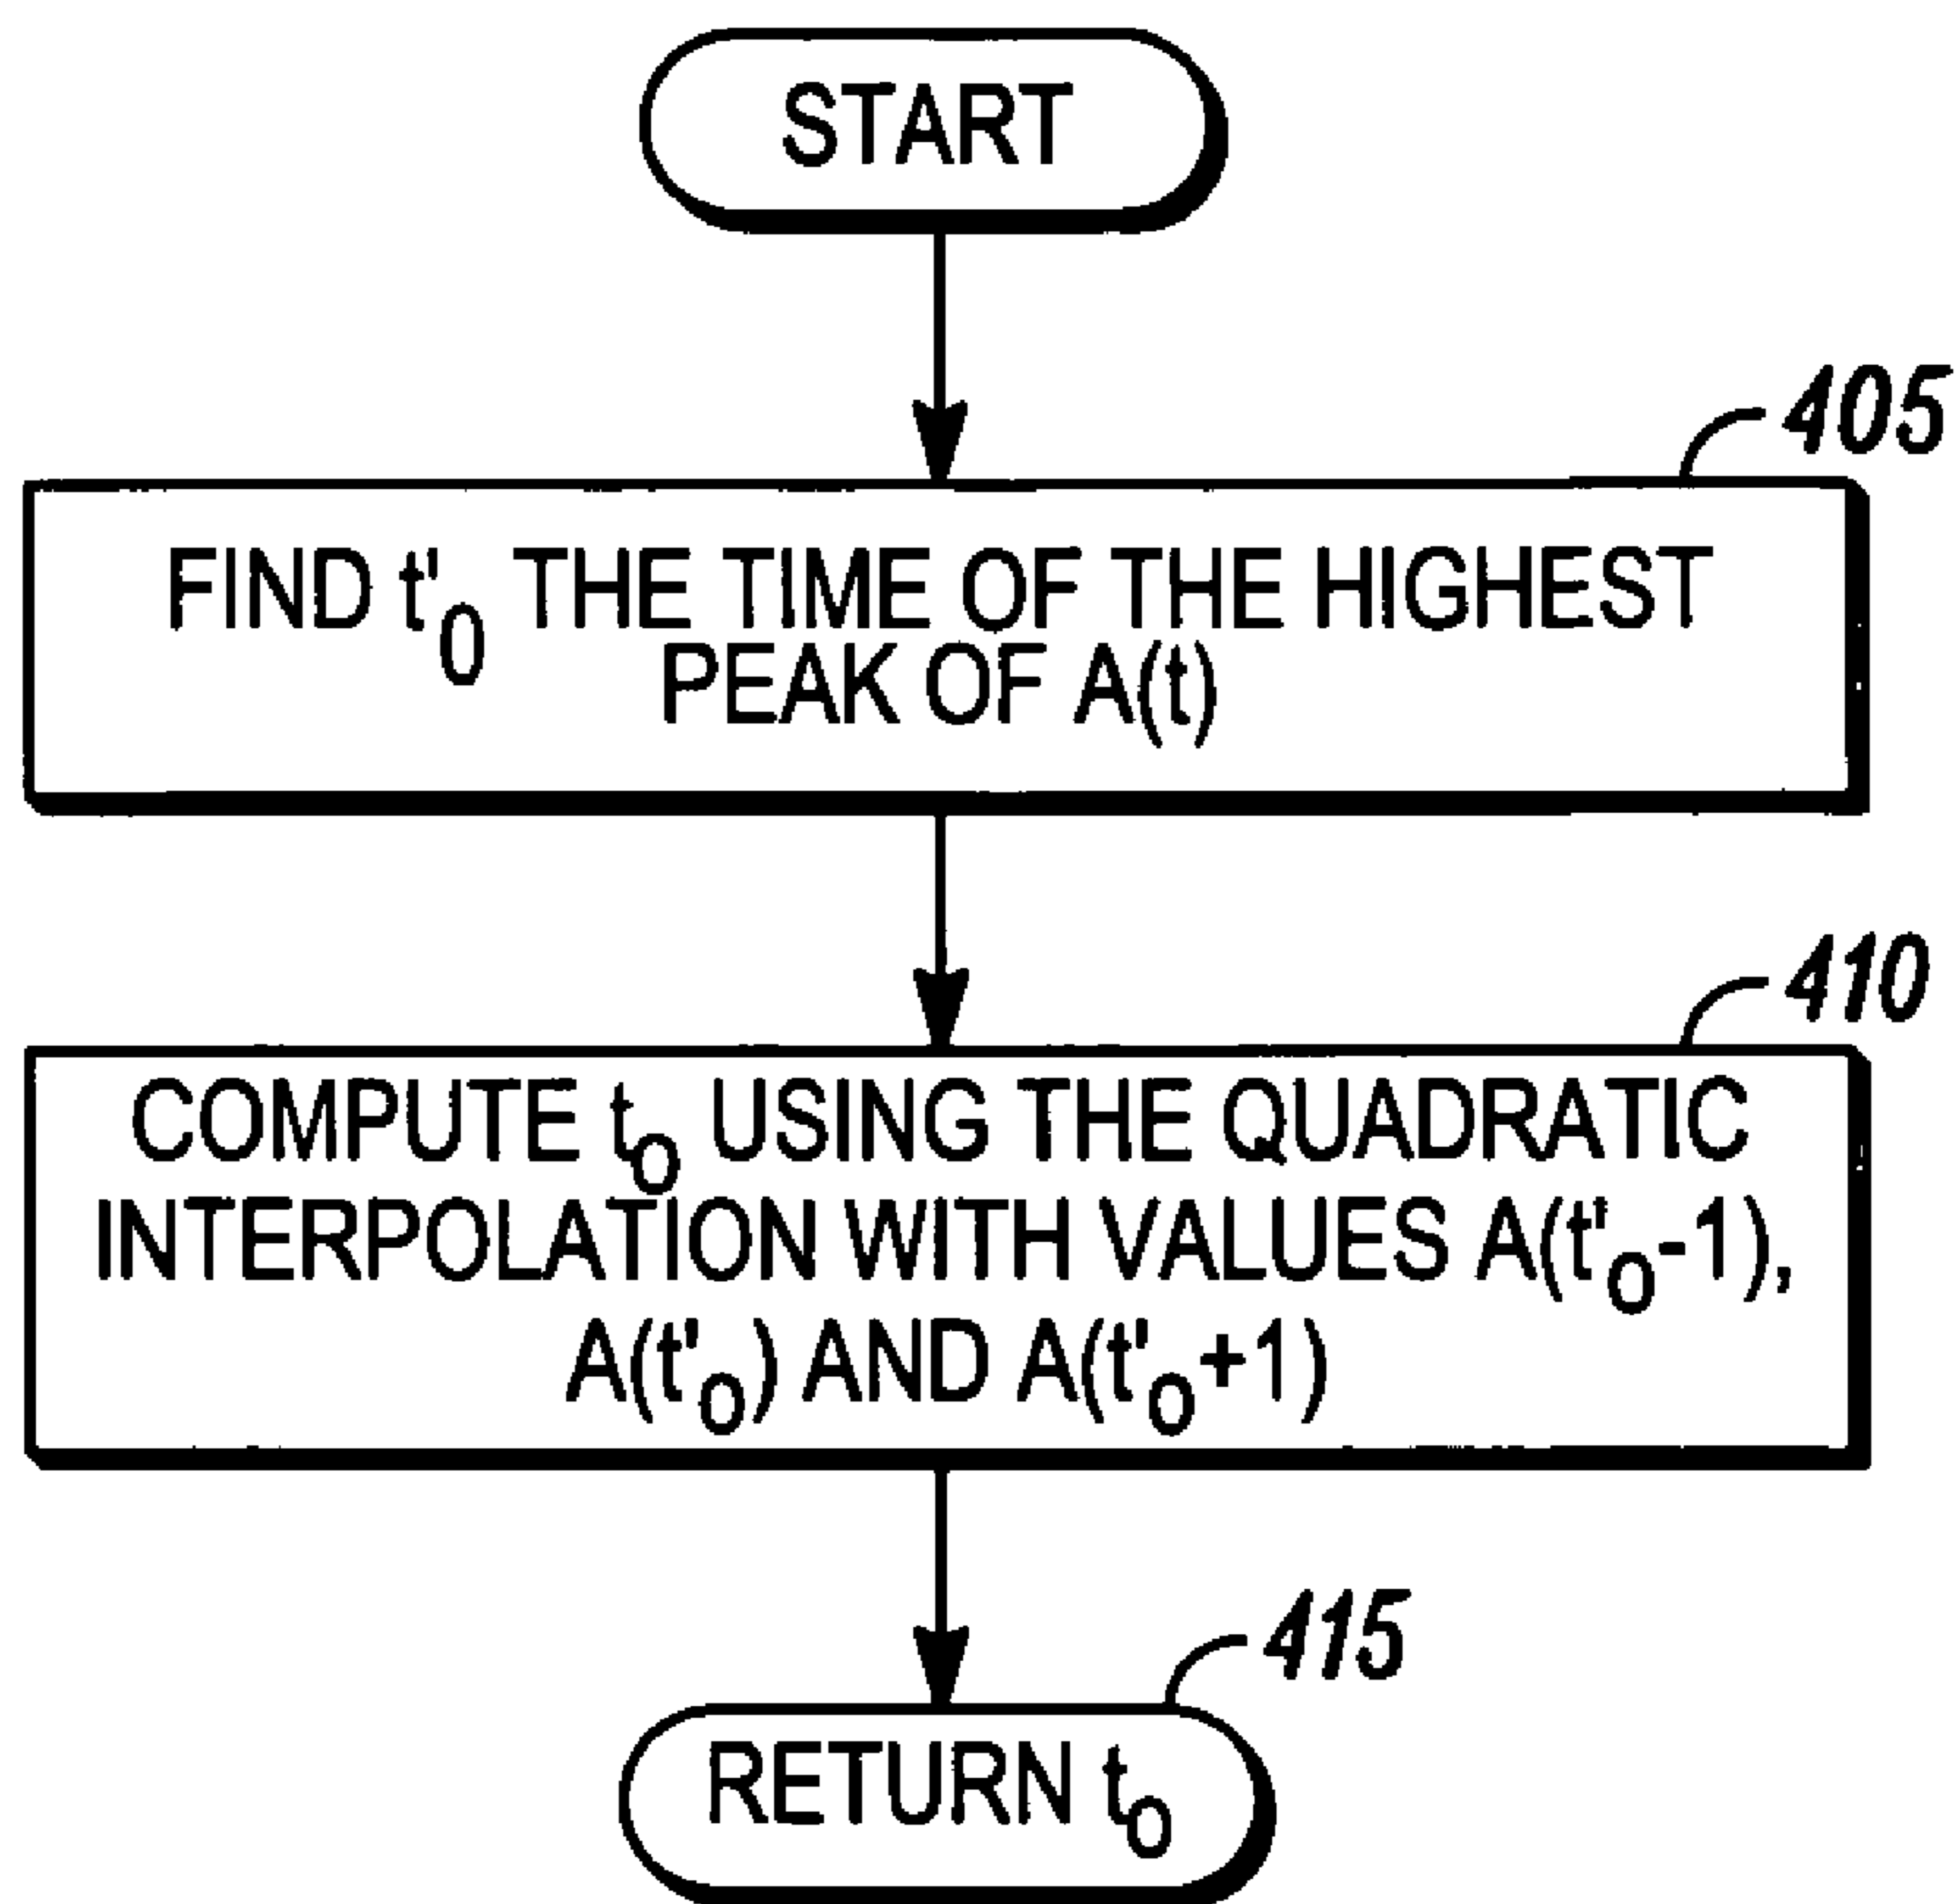 START
405
FIND t'₀ THE TIME OF THE HIGHEST
PEAK OF A(t)
410
COMPUTE t₀ USING THE QUADRATIC
INTERPOLATION WITH VALUES A(t'₀-1),
A(t'₀) AND A(t'₀+1)
415
RETURN t₀